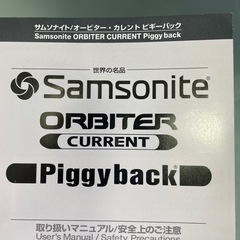 サムソナイト/オービター・カレント ピギーバック
Samsonite ORBITER CURRENT Piggy back
世界の名品
Samsonite
ORBITER
CURRENT
Piggyback
取り扱いマニュアル/安全上のご注意
User's Manual / Safety Precautions